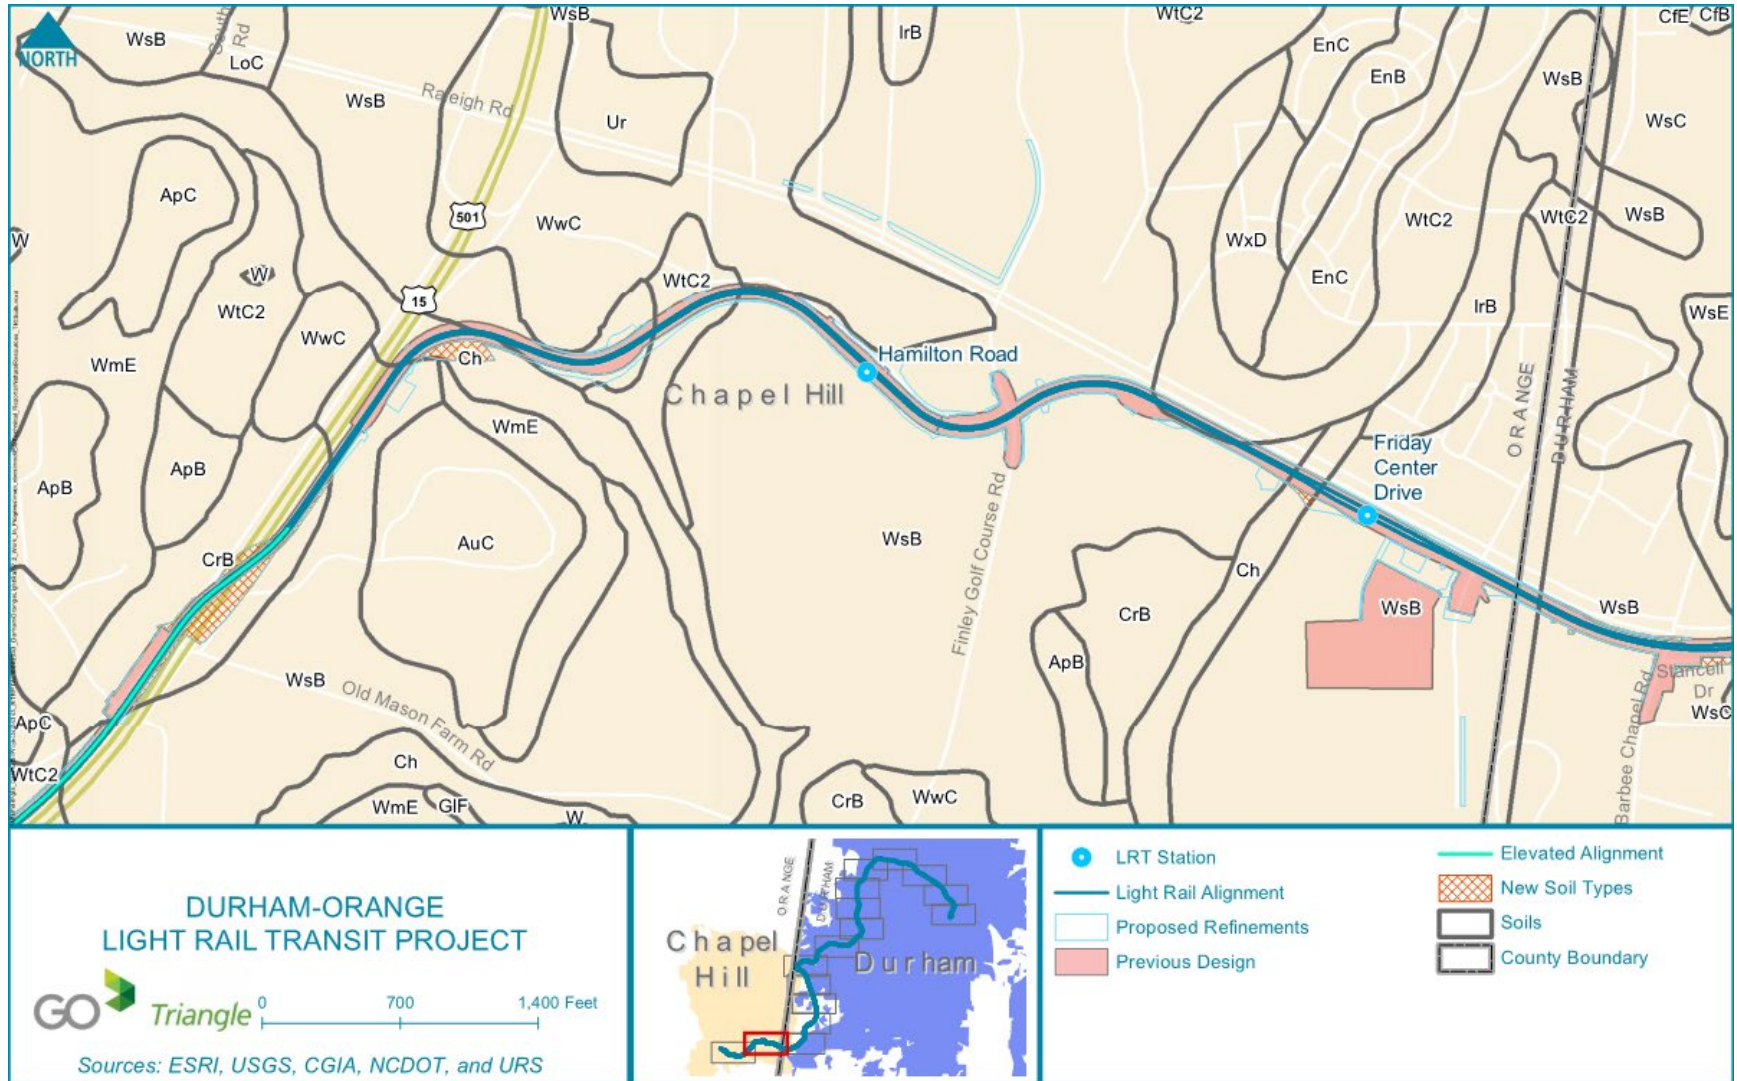 WsB
South
Rd
LoC
WsB
WsB
Raleigh Rd
Ur
IrB
WtC2
EnC
EnB
CfE
CfB
WsB
WsC
NORTH
ApC
W
W
WtC2
WwC
WmE
501
15
WwC
WtC2
WxD
EnC
WtC2
WtC2
WsB
IrB
WsE
Ch
Hamilton Road
Chapel Hill
WmE
ApB
ApB
AuC
CrB
WsB
Finley Golf Course Rd
Friday
Center
Drive
ORANGE
DURHAM
Ch
CrB
ApB
WsB
WsB
Stancell
Dr
WsC
Barbee Chapel Rd
WsB
Old Mason Farm Rd
ApC
WtC2
Ch
WmE
GlF
W
CrB
WwC
DURHAM-ORANGE
LIGHT RAIL TRANSIT PROJECT
GO Triangle
0 700 1,400 Feet
Sources: ESRI, USGS, CGIA, NCDOT, and URS
ORANGE
DURHAM
Chapel
Hill
Durham
LRT Station
Light Rail Alignment
Proposed Refinements
Previous Design
Elevated Alignment
New Soil Types
Soils
County Boundary